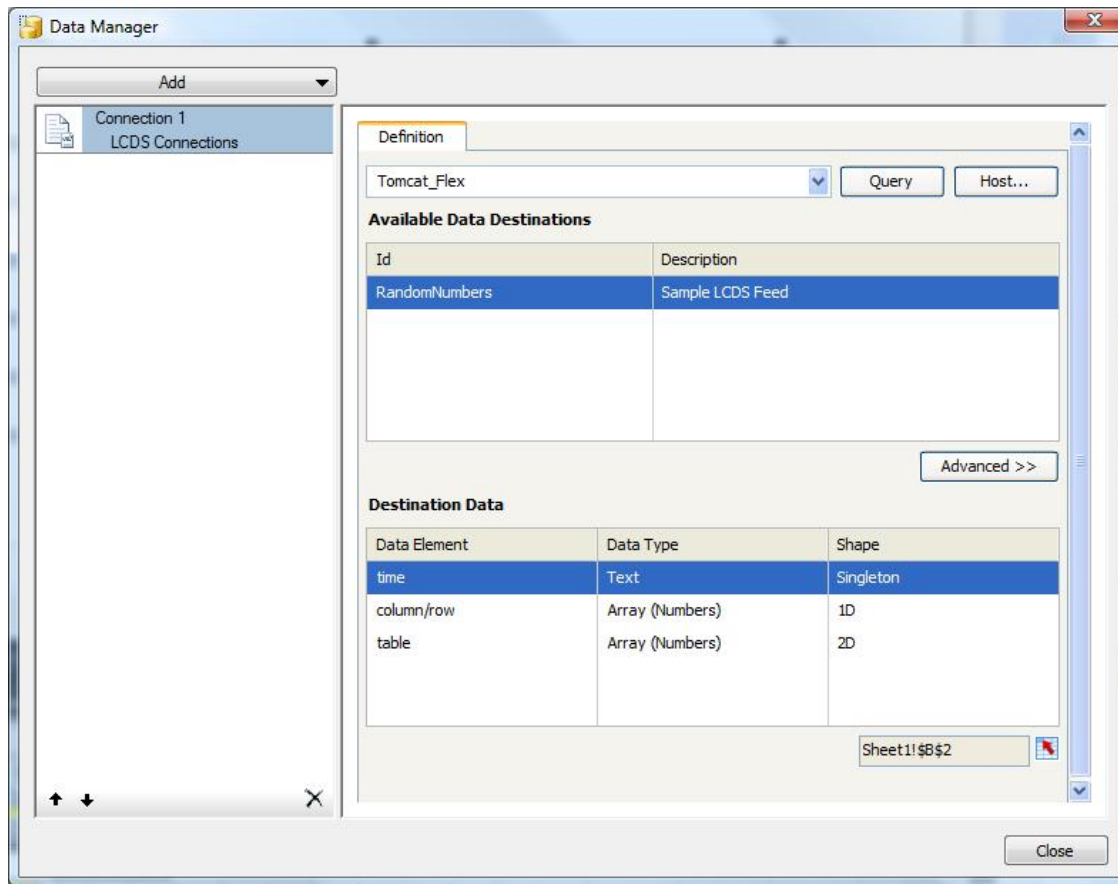 Data Manager
Add
Connection 1
LCDS Connections
Definition
Tomcat_Flex Query Host...
Available Data Destinations
Id Description
RandomNumbers Sample LCDS Feed
Advanced >>
Destination Data
Data Element Data Type Shape
time Text Singleton
column/row Array (Numbers) 1D
table Array (Numbers) 2D
Sheet1!$B$2
Close